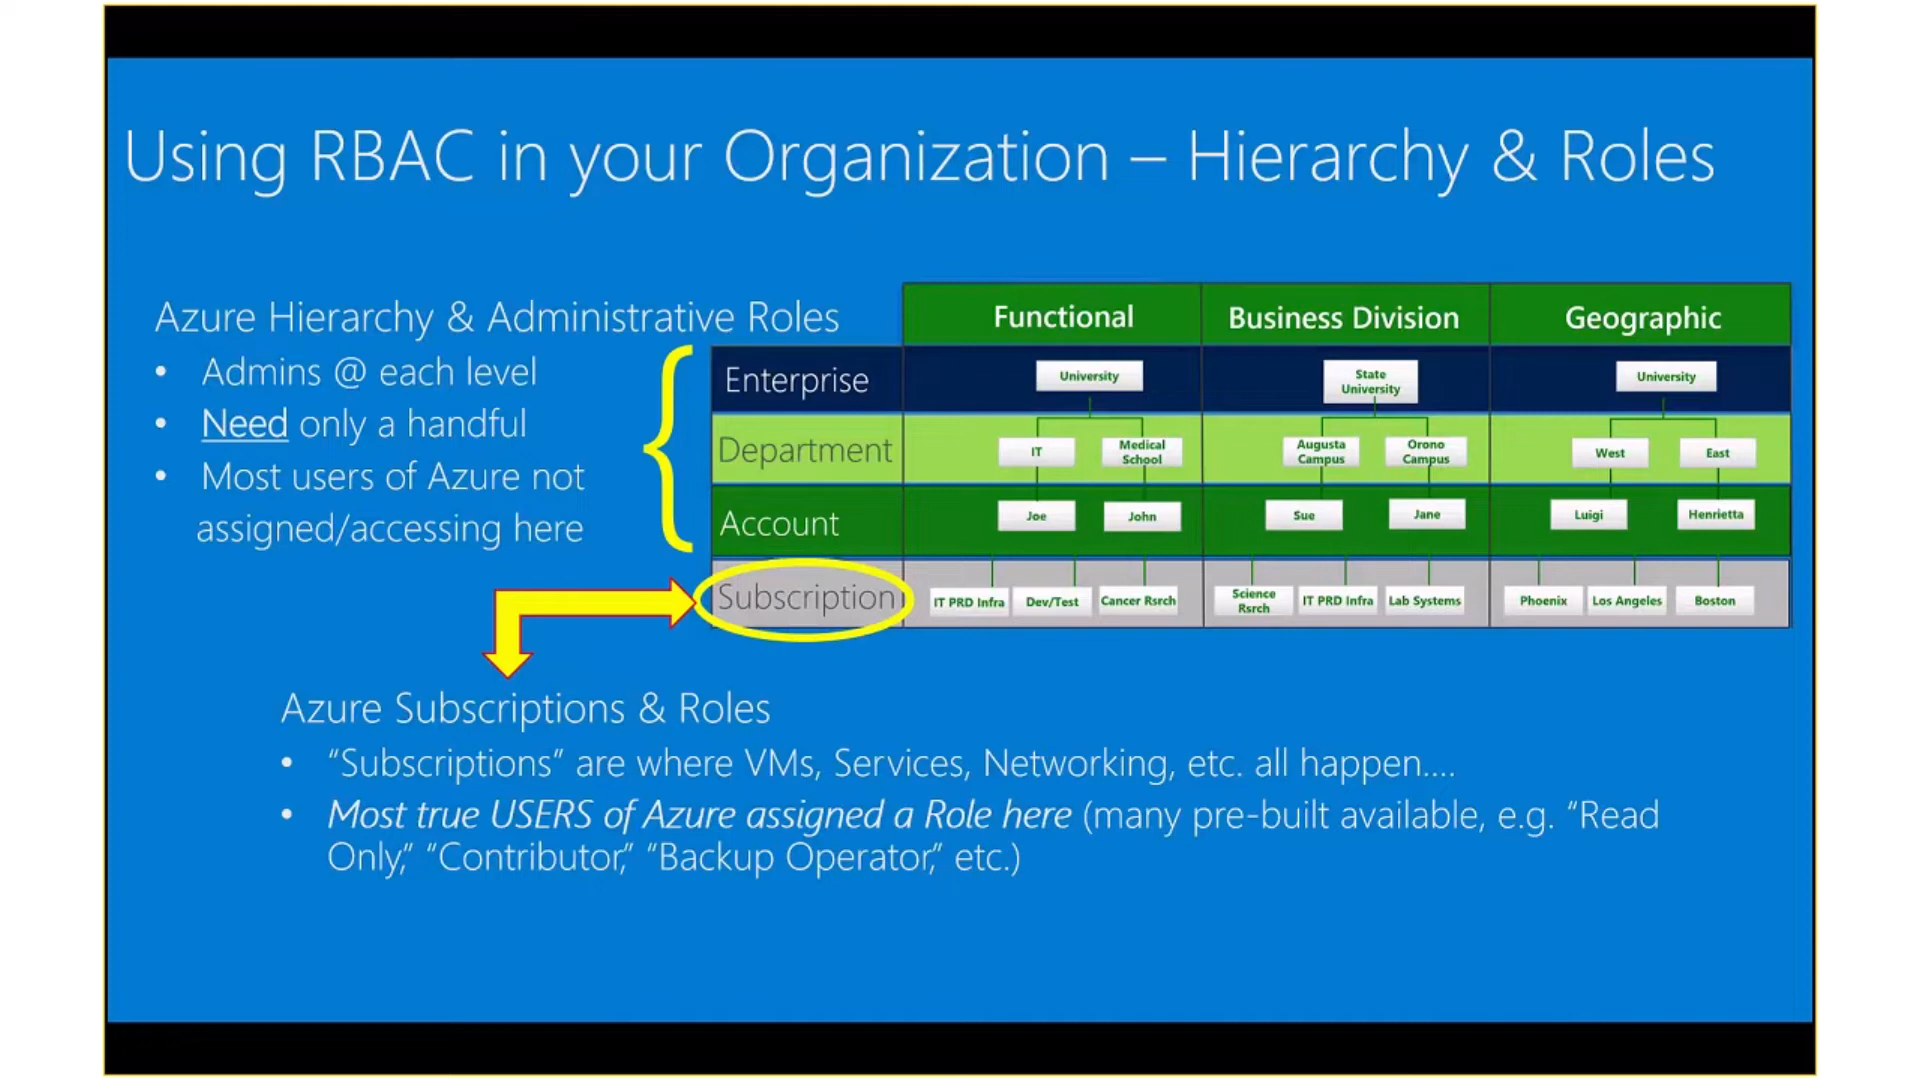 Using RBAC in your Organization – Hierarchy & Roles
Azure Hierarchy & Administrative Roles
• Admins @ each level
• Need only a handful
• Most users of Azure not
assigned/accessing here
Functional Business Division Geographic
Enterprise University State University University
Department IT Medical School Augusta Campus Orono Campus West East
Account Joe John Sue Jane Luigi Henrietta
Subscription IT PRD Infra Dev/Test Cancer Rsrch Science Rsrch IT PRD Infra Lab Systems Phoenix Los Angeles Boston
Azure Subscriptions & Roles
• “Subscriptions” are where VMs, Services, Networking, etc. all happen....
• Most true USERS of Azure assigned a Role here (many pre-built available, e.g. “Read
Only,” “Contributor,” “Backup Operator,” etc.)